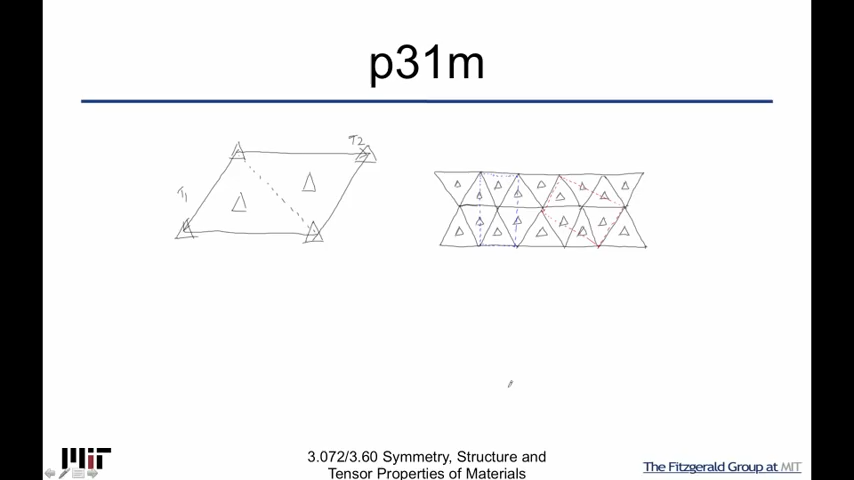 p31m
T2
T1
MIT
3.072/3.60 Symmetry, Structure and
Tensor Properties of Materials
The Fitzgerald Group at MIT